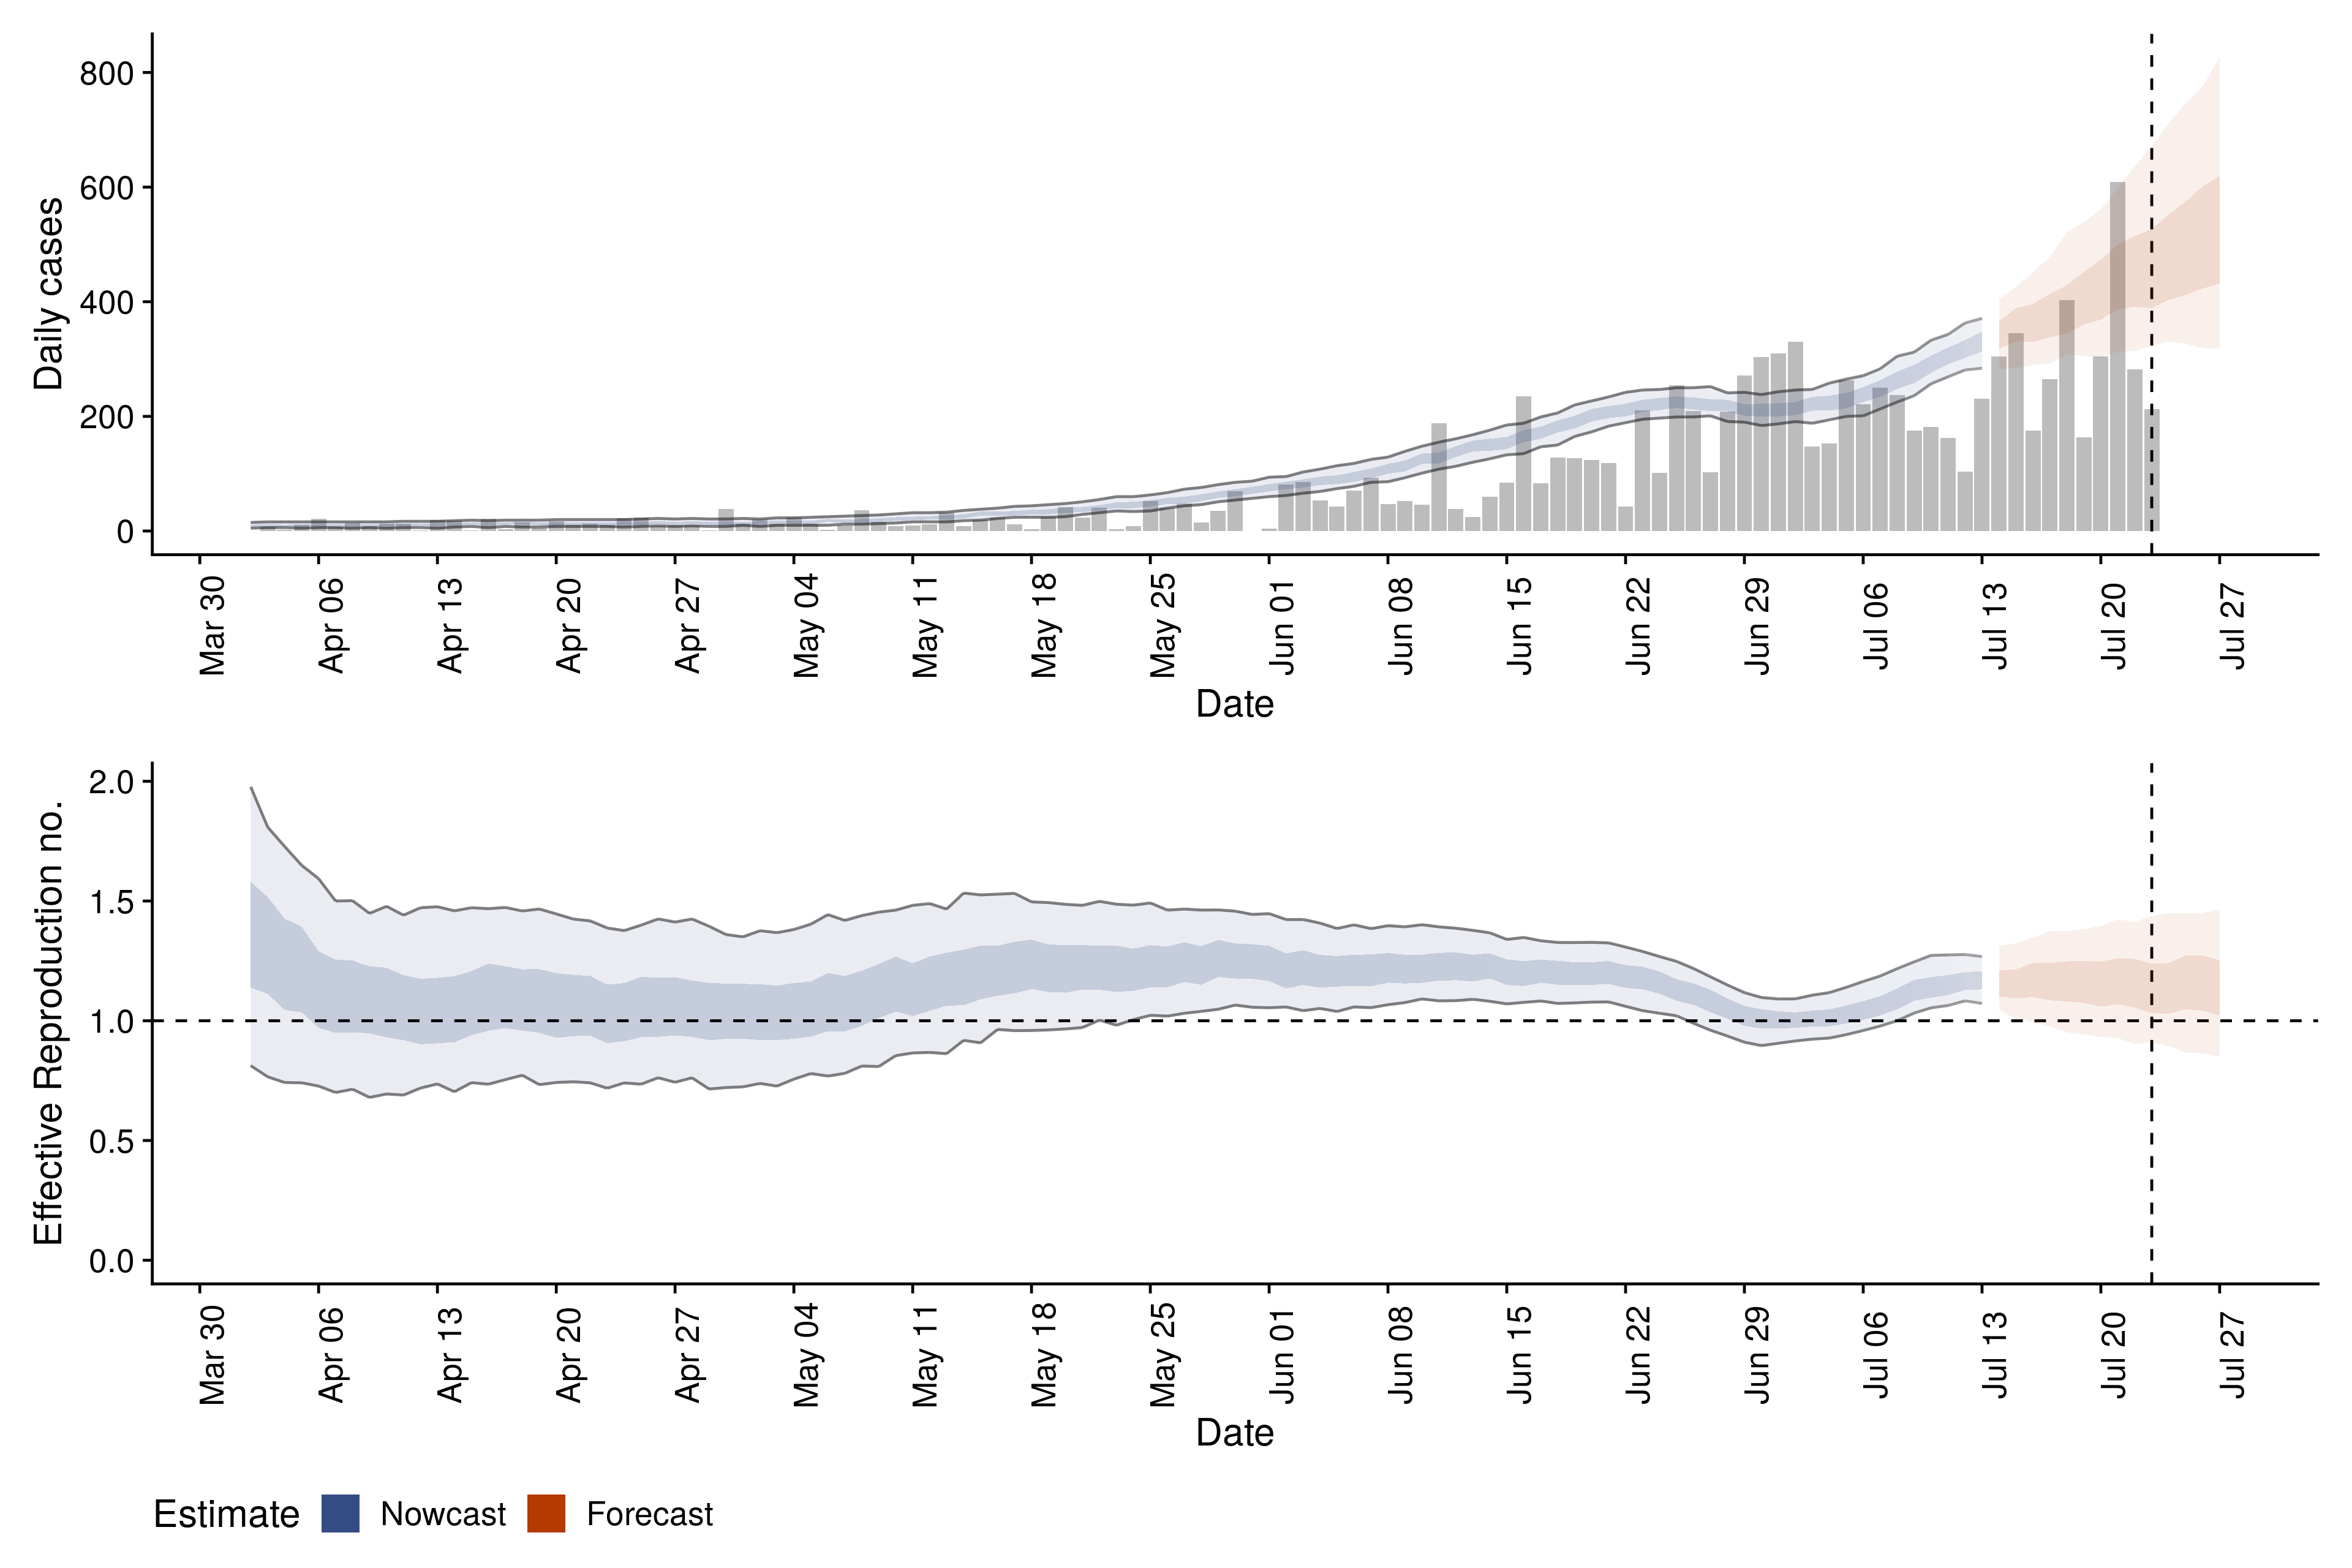 Daily cases
800
600
400
200
0
Mar 30 Apr 06 Apr 13 Apr 20 Apr 27 May 04 May 11 May 18 May 25 Jun 01 Jun 08 Jun 15 Jun 22 Jun 29 Jul 06 Jul 13 Jul 20 Jul 27
Date
Effective Reproduction no.
2.0
1.5
1.0
0.5
0.0
Mar 30 Apr 06 Apr 13 Apr 20 Apr 27 May 04 May 11 May 18 May 25 Jun 01 Jun 08 Jun 15 Jun 22 Jun 29 Jul 06 Jul 13 Jul 20 Jul 27
Date
Estimate Nowcast Forecast